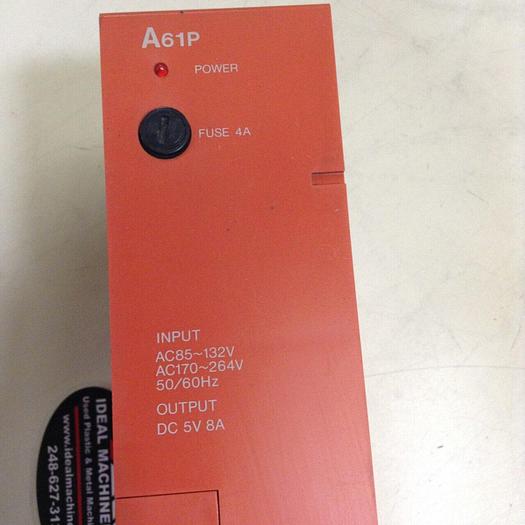 A61P
POWER
FUSE 4A
INPUT
AC85~132V
AC170~264V
50/60Hz
OUTPUT
DC 5V 8A
IDEAL MACHINE
Used Plastic & Metal Machine
www.idealmachin
248-627-31